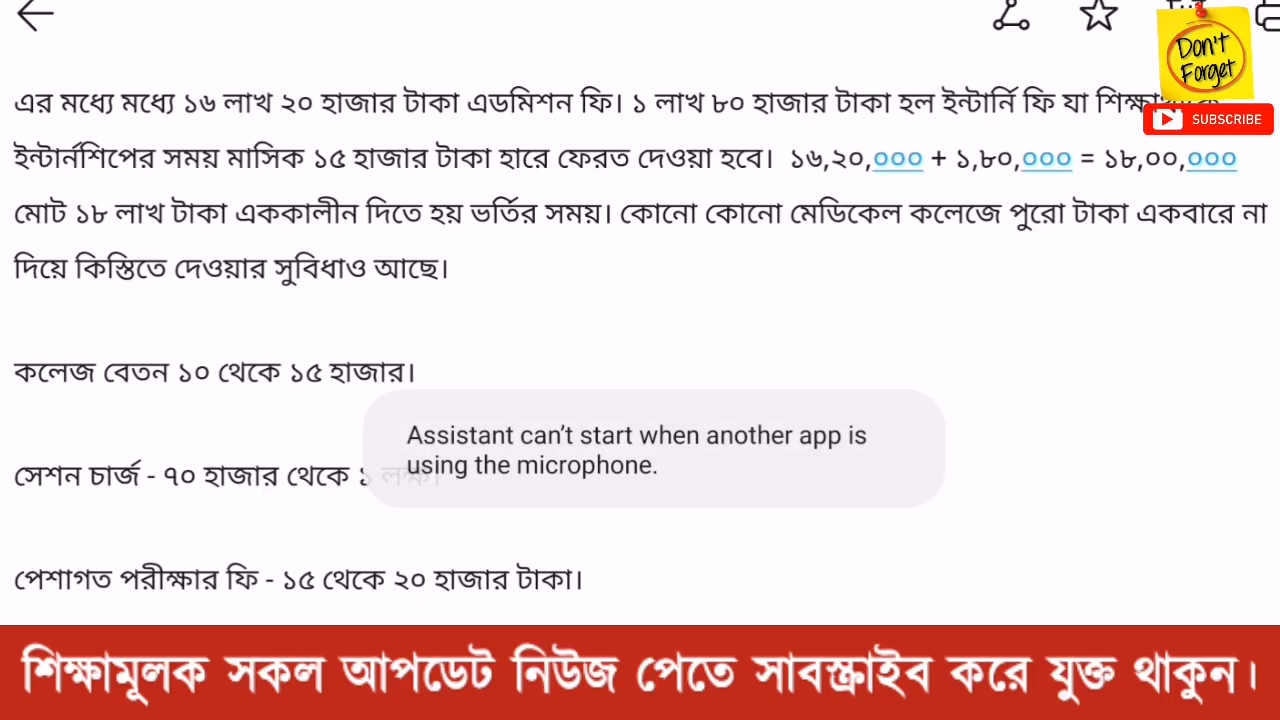 Don't
Forget
SUBSCRIBE
এর মধ্যে মধ্যে ১৬ লাখ ২০ হাজার টাকা এডমিশন ফি। ১ লাখ ৮০ হাজার টাকা হল ইন্টার্নি ফি যা
ইন্টার্নশিপের সময় মাসিক ১৫ হাজার টাকা হারে ফেরত দেওয়া হবে। ১৬,২০,০০০ + ১,৮০,০০০ = ১৮,০০,০০০
মোট ১৮ লাখ টাকা এককালীন দিতে হয় ভর্তির সময়। কোনো কোনো মেডিকেল কলেজে পুরো টাকা একবারে না
দিয়ে কিস্তিতে দেওয়ার সুবিধাও আছে।
কলেজ বেতন ১০ থেকে ১৫ হাজার।
Assistant can't start when another app is
using the microphone.
সেশন চার্জ - ৭০ হাজার থেকে ১ লক্ষ।
পেশাগত পরীক্ষার ফি - ১৫ থেকে ২০ হাজার টাকা।
শিক্ষামূলক সকল আপডেট নিউজ পেতে সাবস্ক্রাইব করে যুক্ত থাকুন।